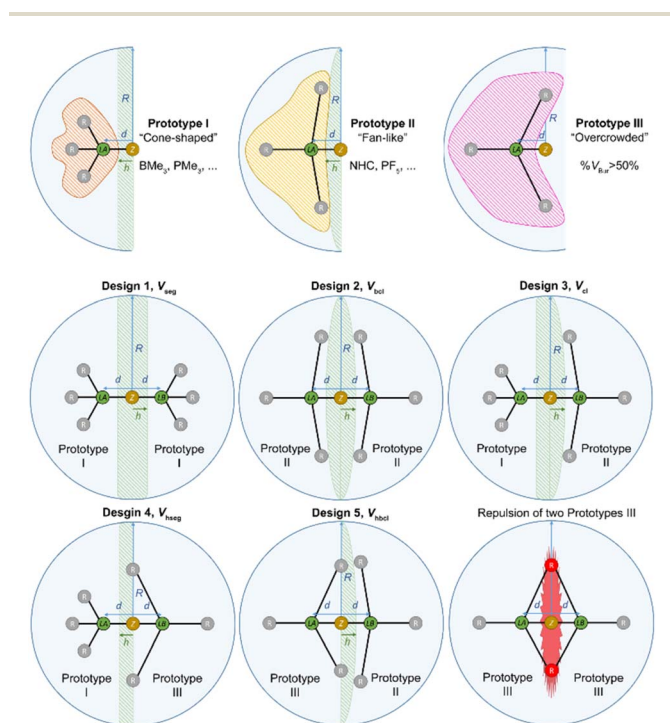 R
Prototype I
"Cone-shaped"
R
d
R
LA
Z
BMe3, PMe3, ...
R
h
R
R
Prototype II
"Fan-like"
d
R
LA
Z
NHC, PF5, ...
h
R
R
R
Prototype III
"Overcrowded"
d
LA
Z
%VBur>50%
R
Design 1, Vseg
R
R
R
d d
R LA Z LB R
h
R
R
Prototype I
Prototype I
Design 2, Vbcl
R
R
R
d d
R LA Z LB R
h
R
R
Prototype II
Prototype II
Design 3, Vcl
R
R
R
d d
R LA Z LB R
h
R
R
Prototype I
Prototype II
Desgin 4, Vhseg
R
R
R
d d
R LA Z LB R
h
R
R
Prototype I
Prototype III
Design 5, Vhbcl
R
R
R
d d
R LA Z LB R
h
R
R
Prototype III
Prototype II
Repulsion of two Prototypes III
R
d d
R LA Z LB R
R
Prototype III
Prototype III